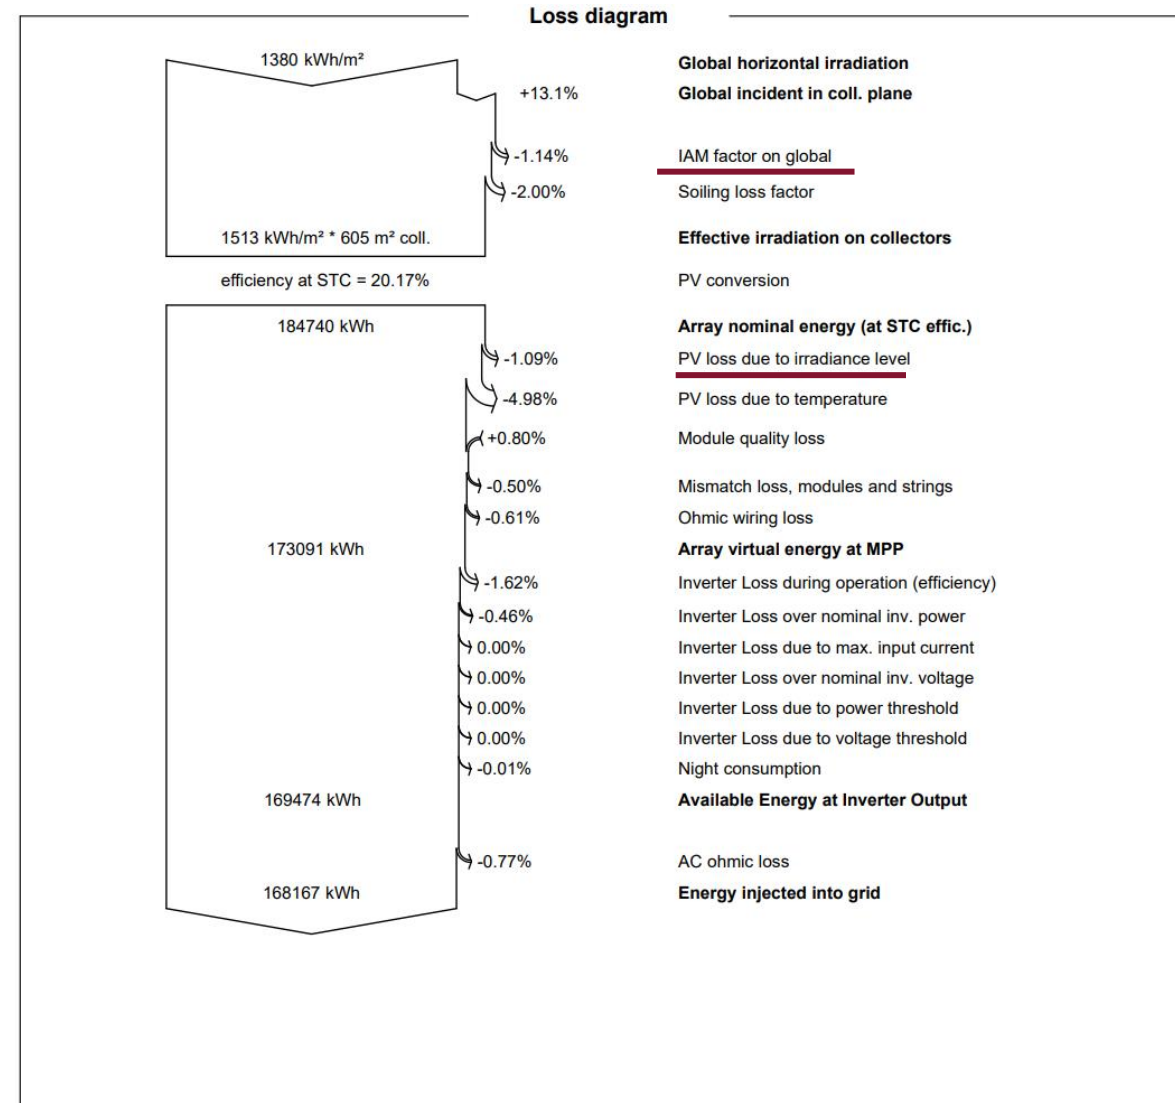 Loss diagram
1380 kWh/m²
Global horizontal irradiation
+13.1%
Global incident in coll. plane
-1.14%
IAM factor on global
-2.00%
Soiling loss factor
1513 kWh/m² * 605 m² coll.
Effective irradiation on collectors
efficiency at STC = 20.17%
PV conversion
184740 kWh
Array nominal energy (at STC effic.)
-1.09%
PV loss due to irradiance level
-4.98%
PV loss due to temperature
+0.80%
Module quality loss
-0.50%
Mismatch loss, modules and strings
-0.61%
Ohmic wiring loss
173091 kWh
Array virtual energy at MPP
-1.62%
Inverter Loss during operation (efficiency)
-0.46%
Inverter Loss over nominal inv. power
0.00%
Inverter Loss due to max. input current
0.00%
Inverter Loss over nominal inv. voltage
0.00%
Inverter Loss due to power threshold
0.00%
Inverter Loss due to voltage threshold
-0.01%
Night consumption
169474 kWh
Available Energy at Inverter Output
-0.77%
AC ohmic loss
168167 kWh
Energy injected into grid